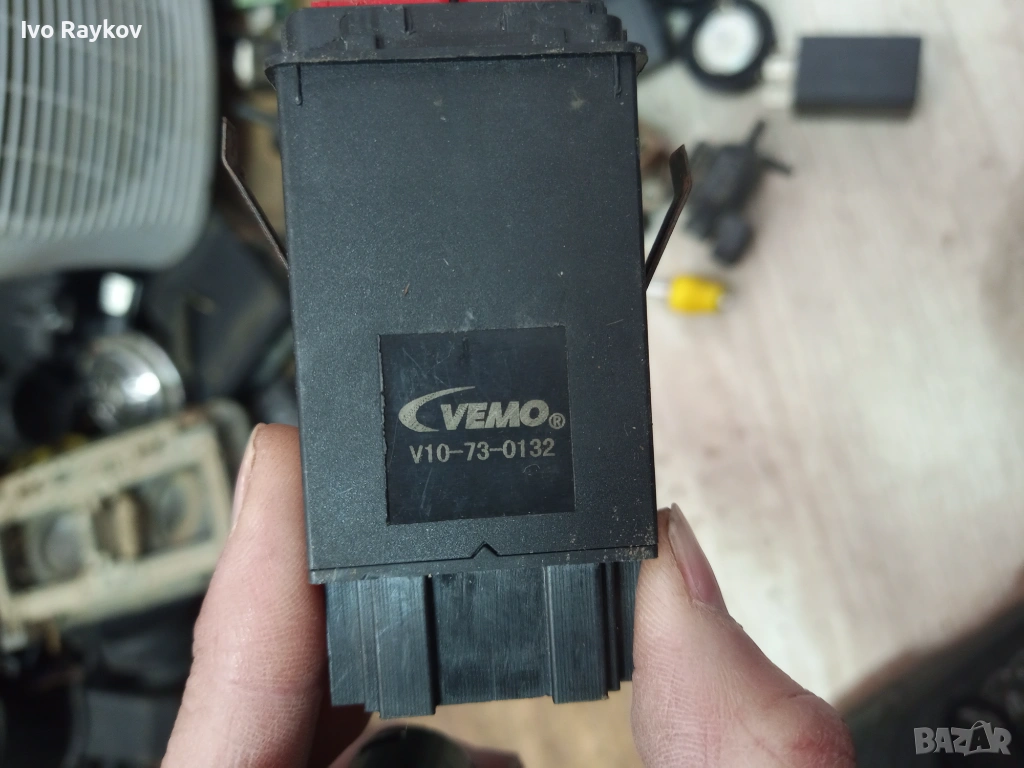 Ivo Raykov
VEMO®
V10-73-0132
BAZAR